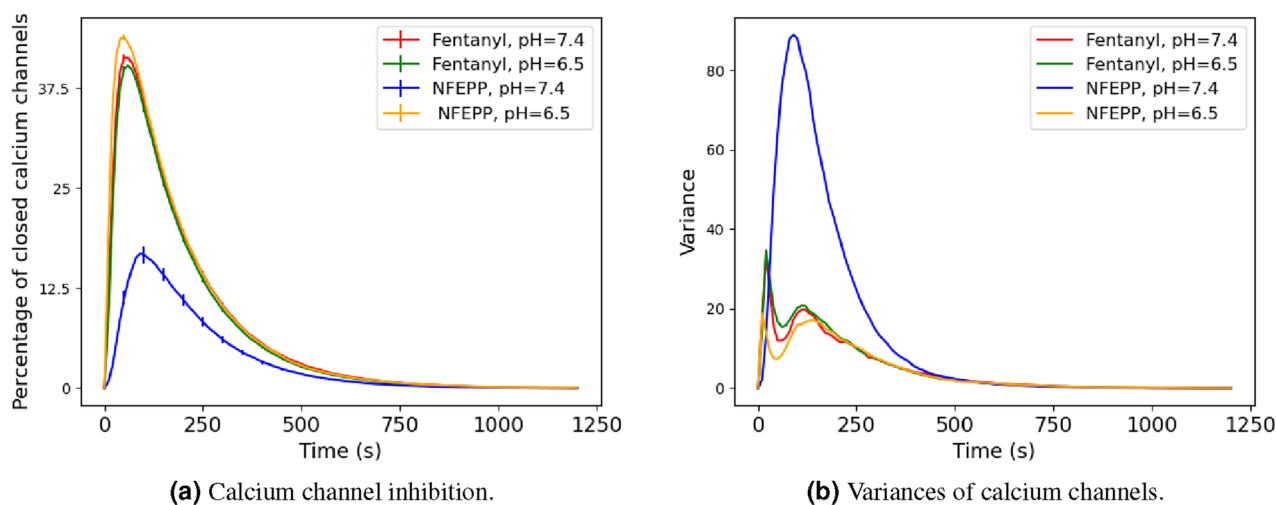 Percentage of closed calcium channels
37.5
25
12.5
0
Fentanyl, pH=7.4
Fentanyl, pH=6.5
NFEPP, pH=7.4
NFEPP, pH=6.5
0 250 500 750 1000 1250
Time (s)
(a) Calcium channel inhibition.
Variance
80
60
40
20
0
Fentanyl, pH=7.4
Fentanyl, pH=6.5
NFEPP, pH=7.4
NFEPP, pH=6.5
0 250 500 750 1000 1250
Time (s)
(b) Variances of calcium channels.